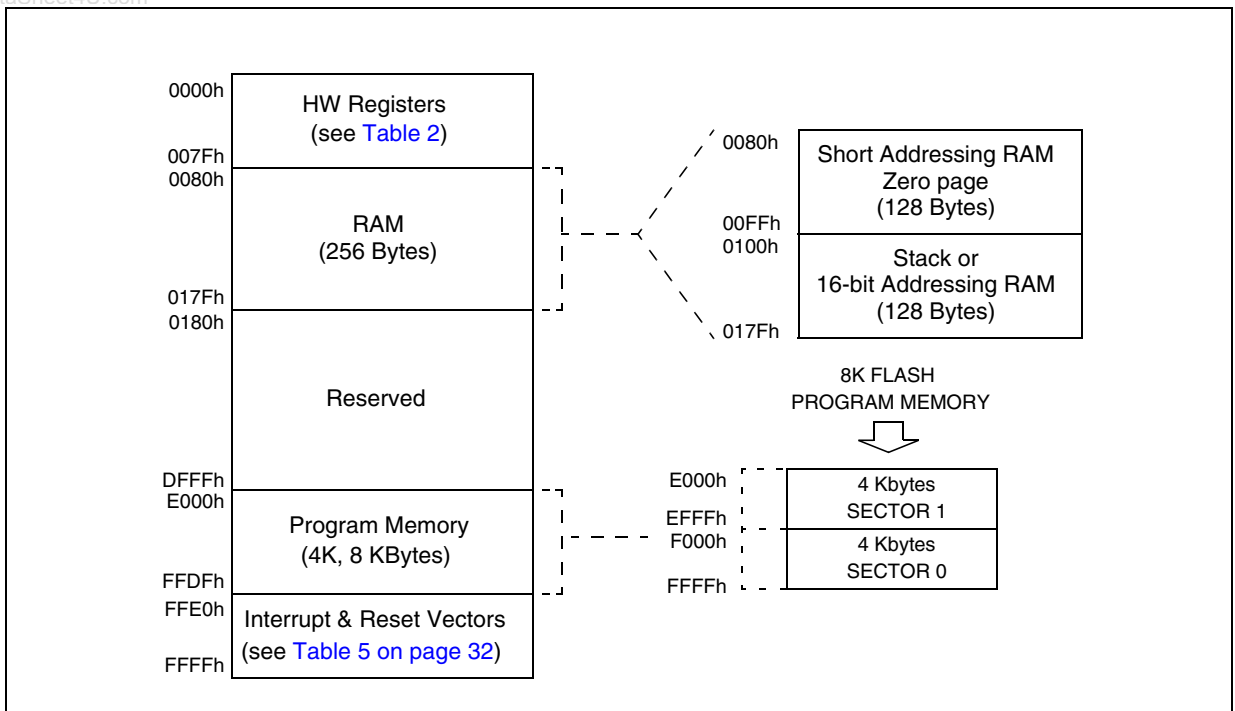 0000h
HW Registers
(see Table 2)
007Fh
0080h
RAM
(256 Bytes)
017Fh
0180h
Reserved
DFFFh
E000h
Program Memory
(4K, 8 KBytes)
FFDFh
FFE0h
Interrupt & Reset Vectors
(see Table 5 on page 32)
FFFFh
0080h
Short Addressing RAM
Zero page
(128 Bytes)
00FFh
0100h
Stack or
16-bit Addressing RAM
(128 Bytes)
017Fh
8K FLASH
PROGRAM MEMORY
E000h
4 Kbytes
SECTOR 1
EFFFh
F000h
4 Kbytes
SECTOR 0
FFFFh